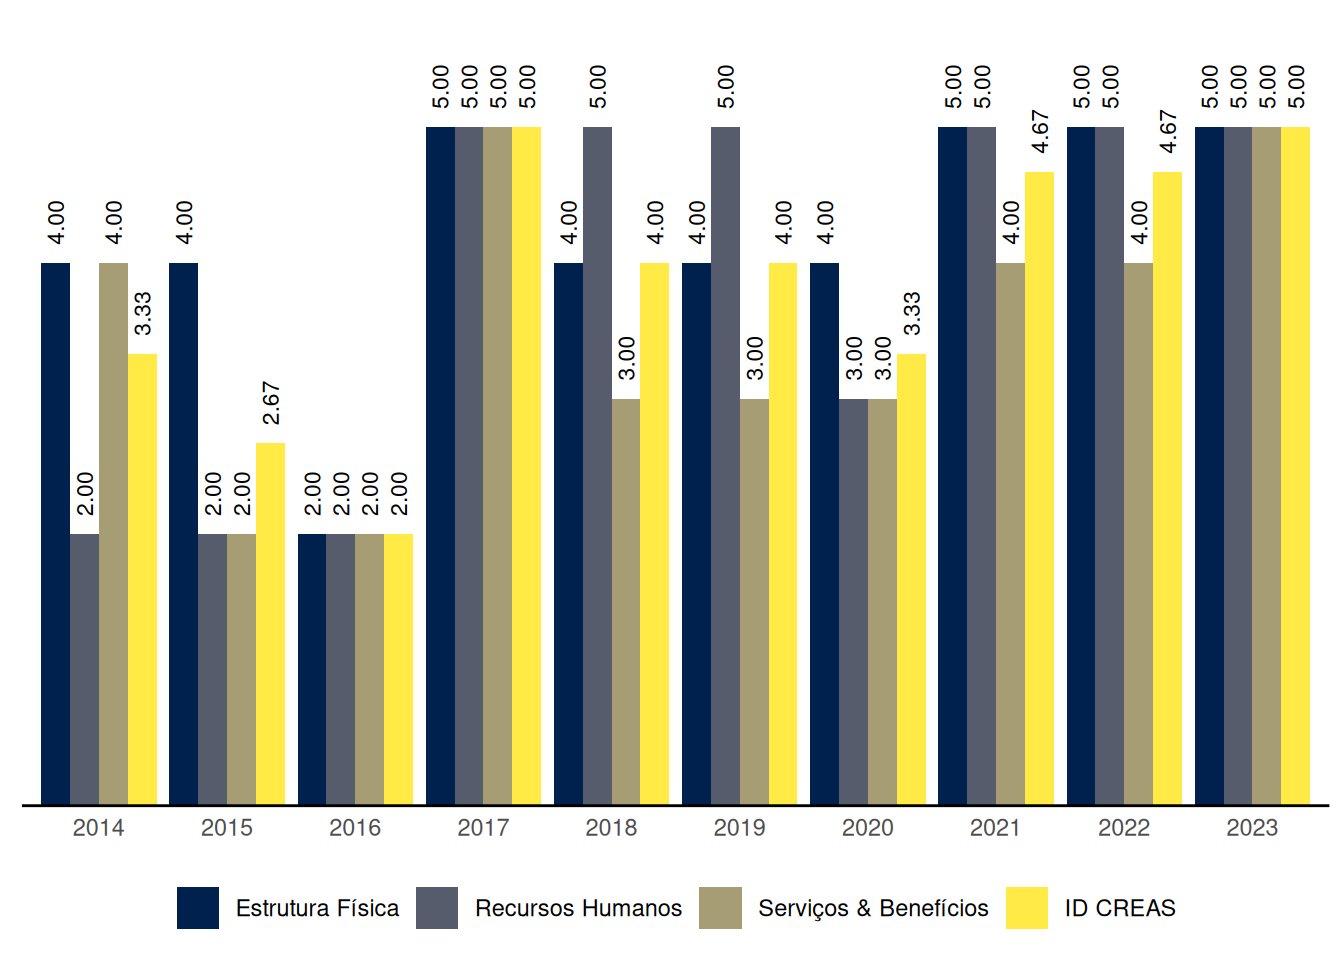 4.00 2.00 4.00 3.33
4.00 2.00 2.00 2.67
2.00 2.00 2.00 2.00
5.00 5.00 5.00 5.00
4.00 5.00 3.00 4.00
4.00 5.00 3.00 4.00
4.00 3.00 3.00 3.33
5.00 5.00 4.00 4.67
5.00 5.00 4.00 4.67
5.00 5.00 5.00 5.00
2014 2015 2016 2017 2018 2019 2020 2021 2022 2023
Estrutura Física Recursos Humanos Serviços & Benefícios ID CREAS